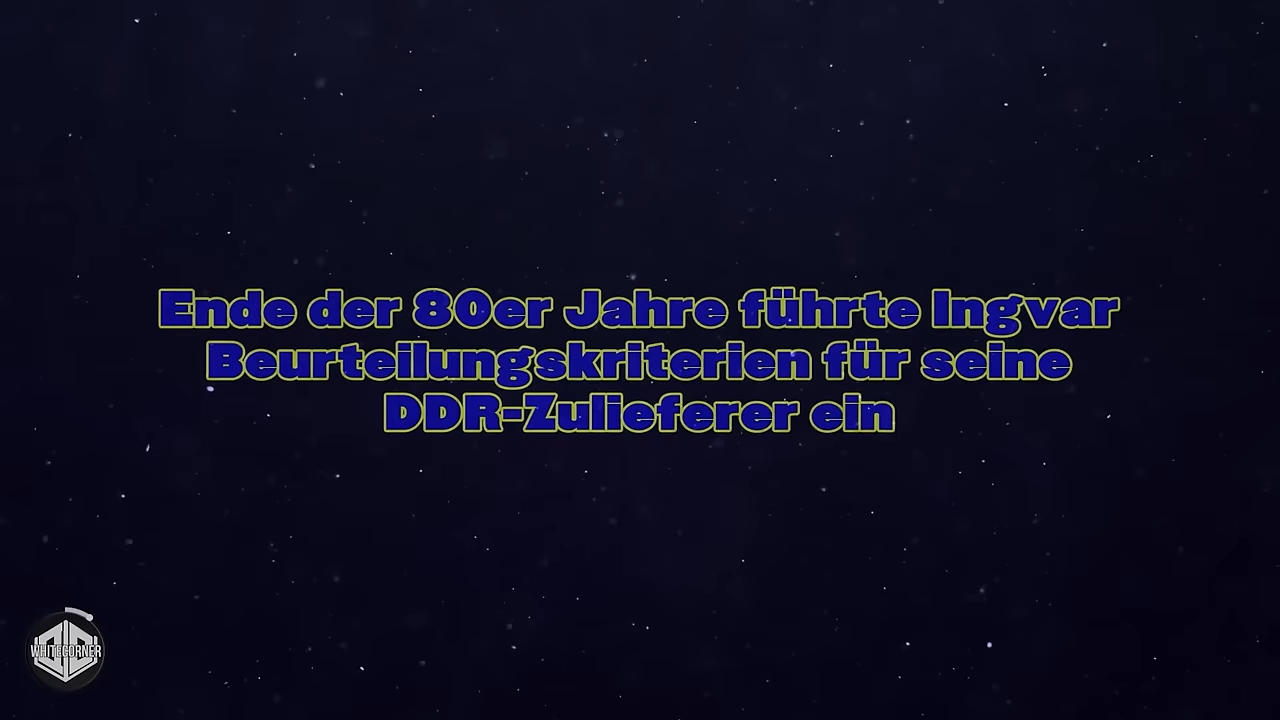 Ende der 80er Jahre führte Ingvar
Beurteilungskriterien für seine
DDR-Zulieferer ein
WHITECORNER